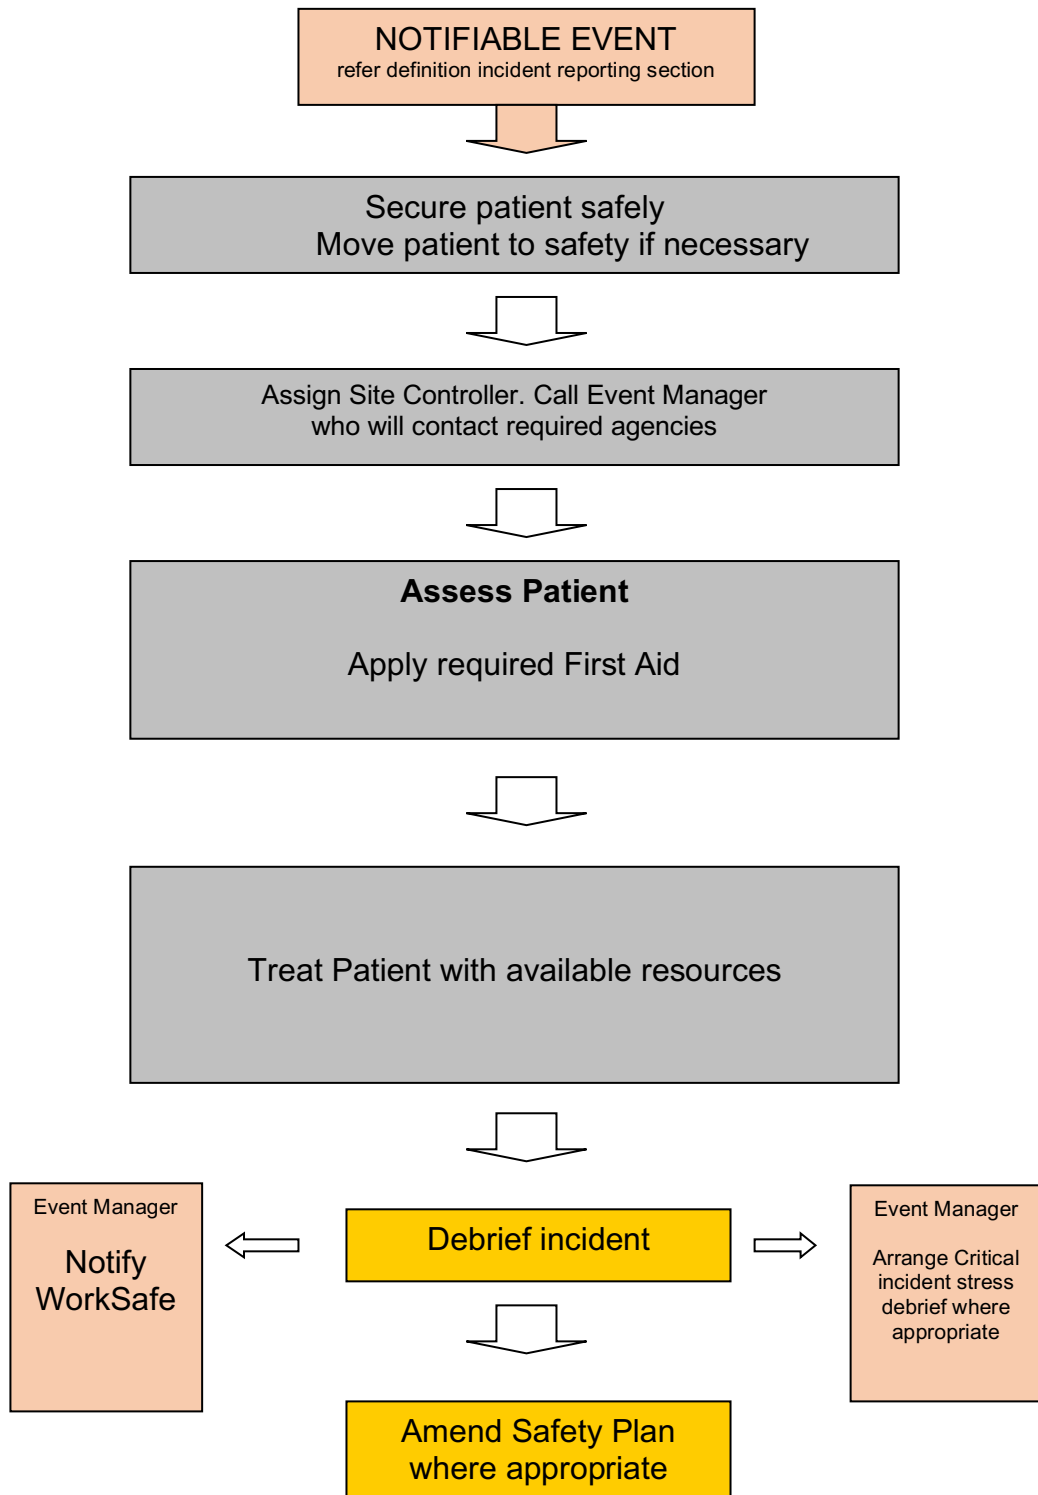 NOTIFIABLE EVENT
refer definition incident reporting section
Secure patient safely
Move patient to safety if necessary
Assign Site Controller. Call Event Manager
who will contact required agencies
Assess Patient
Apply required First Aid
Treat Patient with available resources
Event Manager
Notify
WorkSafe
Debrief incident
Event Manager
Arrange Critical
incident stress
debrief where
appropriate
Amend Safety Plan
where appropriate